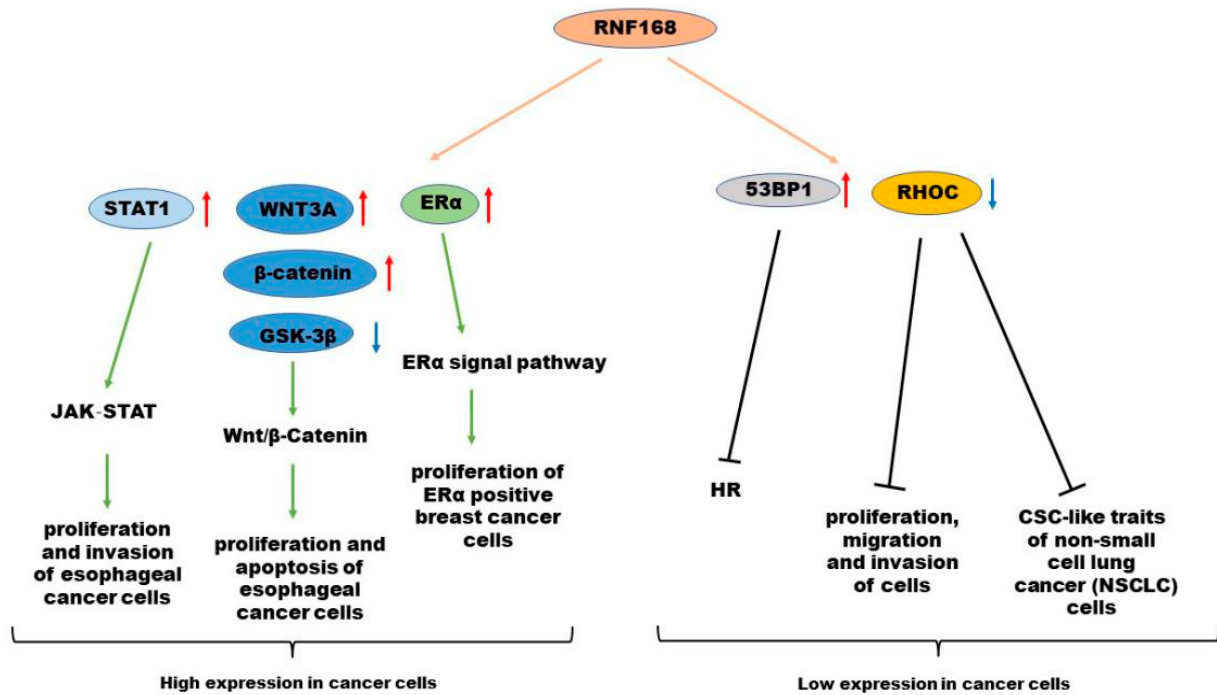 RNF168
STAT1
WNT3A
ERα
53BP1
RHOC
β-catenin
GSK-3β
ERα signal pathway
JAK-STAT
Wnt/β-Catenin
proliferation
and invasion
of esophageal
cancer cells
proliferation and
apoptosis of
esophageal
cancer cells
proliferation of
ERα positive
breast cancer
cells
HR
proliferation,
migration
and invasion
of cells
CSC-like traits
of non-small
cell lung
cancer (NSCLC)
cells
High expression in cancer cells
Low expression in cancer cells